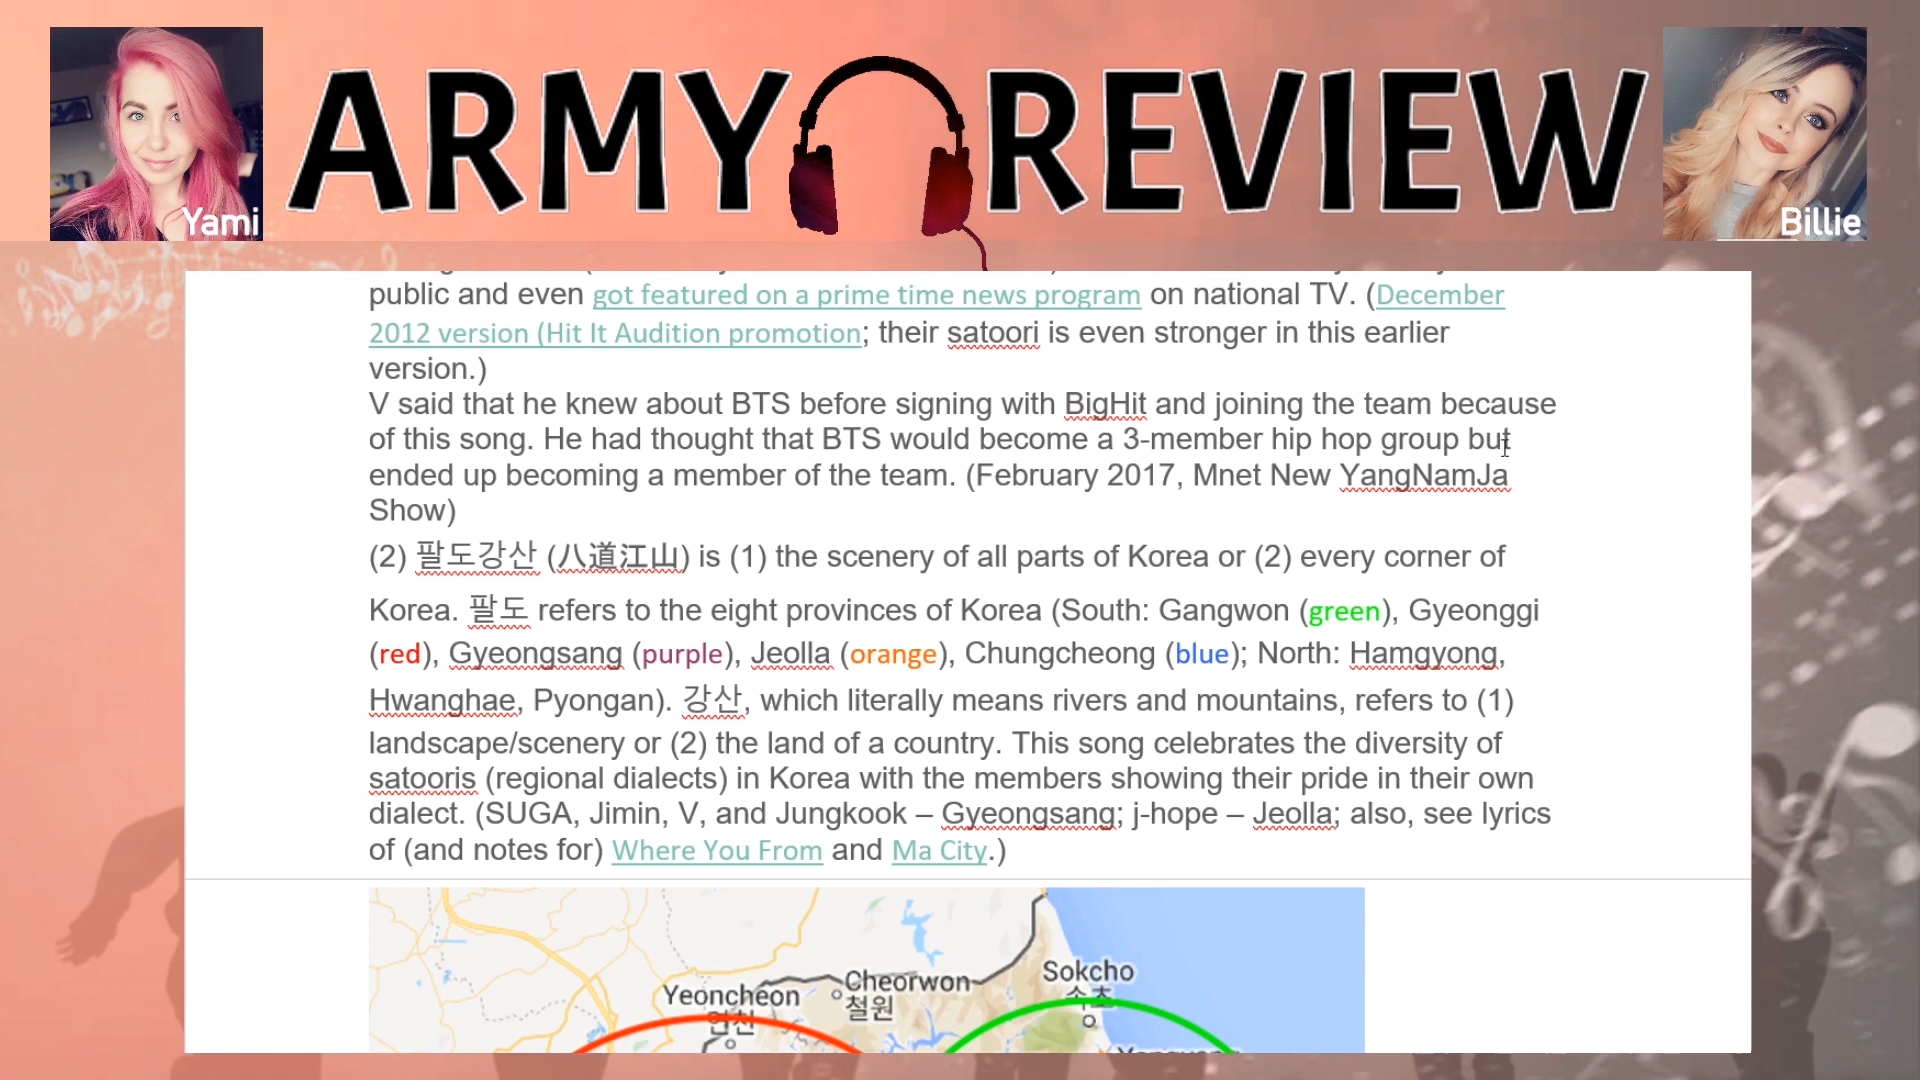 ARMY REVIEW
Yami
Billie
public and even got featured on a prime time news program on national TV. (December
2012 version (Hit It Audition promotion; their satoori is even stronger in this earlier
version.)
V said that he knew about BTS before signing with BigHit and joining the team because
of this song. He had thought that BTS would become a 3-member hip hop group but
ended up becoming a member of the team. (February 2017, Mnet New YangNamJa
Show)
(2) 팔도강산 (八道江山) is (1) the scenery of all parts of Korea or (2) every corner of
Korea. 팔도 refers to the eight provinces of Korea (South: Gangwon (green), Gyeonggi
(red), Gyeongsang (purple), Jeolla (orange), Chungcheong (blue); North: Hamgyong,
Hwanghae, Pyongan). 강산, which literally means rivers and mountains, refers to (1)
landscape/scenery or (2) the land of a country. This song celebrates the diversity of
satooris (regional dialects) in Korea with the members showing their pride in their own
dialect. (SUGA, Jimin, V, and Jungkook – Gyeongsang; j-hope – Jeolla; also, see lyrics
of (and notes for) Where You From and Ma City.)
Sokcho
속초
Cheorwon
철원
Yeoncheon
연천